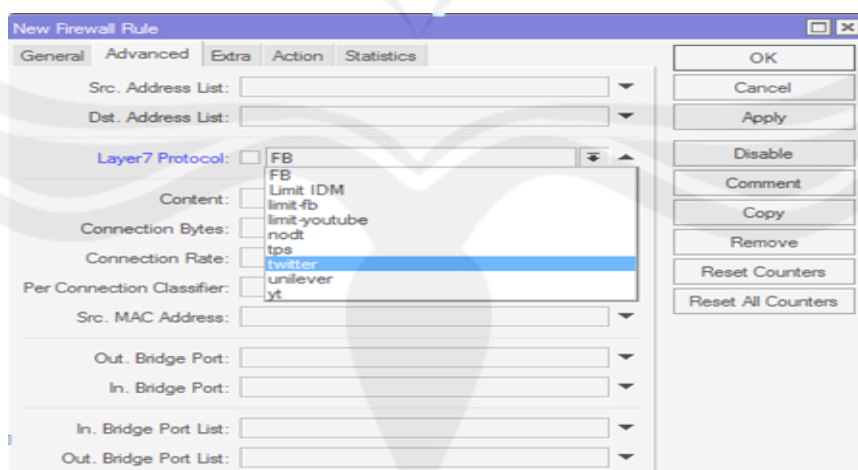 New Firewall Rule
General Advanced Extra Action Statistics
Src. Address List:
Dst. Address List:
Layer7 Protocol: FB
FB
Limit IDM
limit-fb
limit-youtube
nodt
tps
twitter
unilever
yt
Content:
Connection Bytes:
Connection Rate:
Per Connection Classifier:
Src. MAC Address:
Out. Bridge Port:
In. Bridge Port:
In. Bridge Port List:
Out. Bridge Port List:
OK
Cancel
Apply
Disable
Comment
Copy
Remove
Reset Counters
Reset All Counters